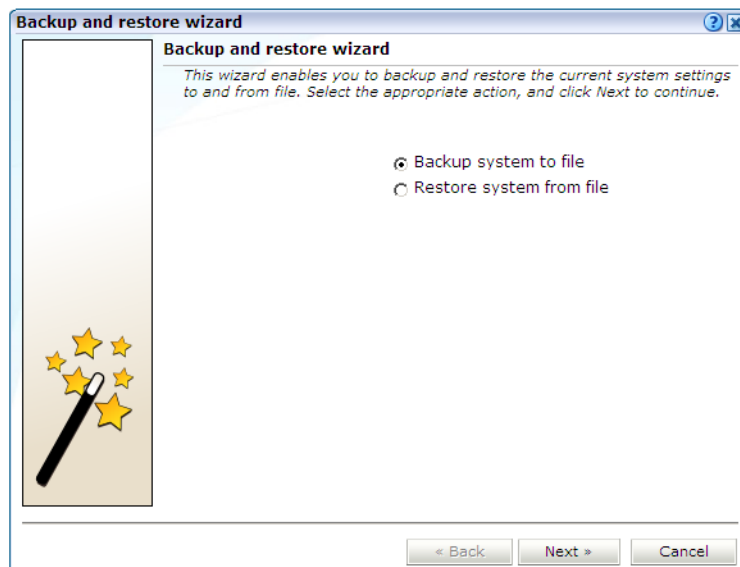 Backup and restore wizard
?
Backup and restore wizard
This wizard enables you to backup and restore the current system settings
to and from file. Select the appropriate action, and click Next to continue.
Backup system to file
Restore system from file
« Back
Next »
Cancel